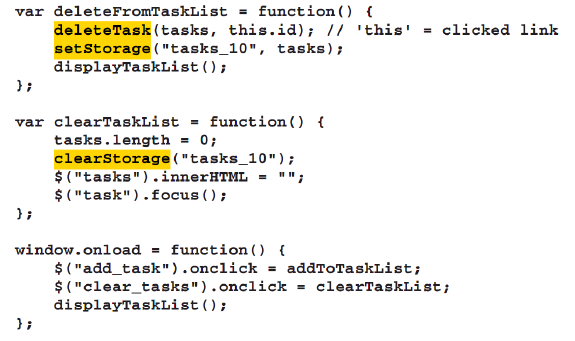 var deleteFromTaskList = function() {
    deleteTask(tasks, this.id); // 'this' = clicked link
    setStorage("tasks_10", tasks);
    displayTaskList();
};

var clearTaskList = function() {
    tasks.length = 0;
    clearStorage("tasks_10");
    $("tasks").innerHTML = "";
    $("task").focus();
};

window.onload = function() {
    $("add_task").onclick = addToTaskList;
    $("clear_tasks").onclick = clearTaskList;
    displayTaskList();
};